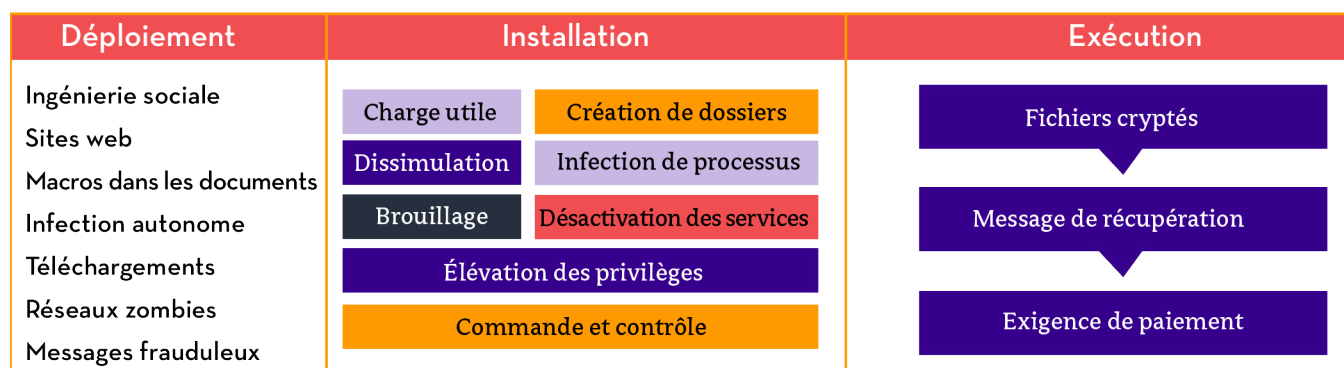 Déploiement
Ingénierie sociale
Sites web
Macros dans les documents
Infection autonome
Téléchargements
Réseaux zombies
Messages frauduleux
Installation
Charge utile
Création de dossiers
Dissimulation
Infection de processus
Brouillage
Désactivation des services
Élévation des privilèges
Commande et contrôle
Exécution
Fichiers cryptés
Message de récupération
Exigence de paiement